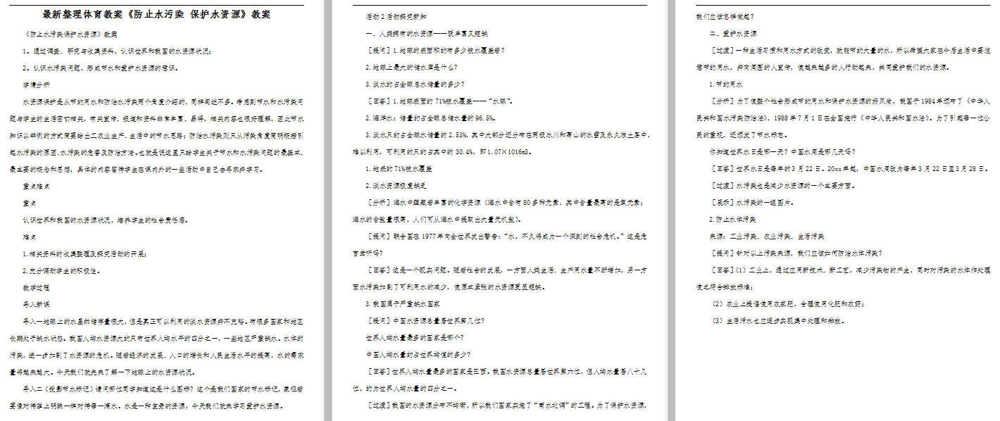 最新整理体育教案《防止水污染 保护水资源》教案
《防止水污染保护水资源》教案
1。通过调查、研究与收集资料，认识世界和我国的水资源状况；
2。认识水污染问题，形成节水和爱护水资源的意识。
学情分析
水资源保护是从节约用水和防治水污染两个角度介绍的，同样阐述不多。考虑到节水和水污染问
题与学生的生活密切相关，有关宣传、报道和资料非常丰富、易得，相关内容也很好理解，因此节水
知识以举例的方式简要给出工农业生产、生活中的节水思路；防治水污染则只从污染角度简明概括引
起水污染的原因、水污染的危害及防治方法。也就是说这里只给学生关于节水和水污染问题的最基本、
最主要的概念和思想，具体的内容留待学生在课内外的一些活动中自己去寻求并学习。
重点难点
重点
认识世界和我国的水资源状况，培养学生的社会责任感。
难点
1.相关资料的收集整理及探究活动的开展；
2.充分调动学生的积极性。
教学过程
导入新课
导入一地球上的水虽然储存量很大，但是真正可以利用的淡水资源并不充裕。有很多国家和地区
长期处于缺水状态。我国人均水资源大约只有世界人均水平的四分之一，一些地区严重缺水。水体的
污染，进一步加剧了水资源的危机。随着经济的发展、人口的增长和人民生活水平的提高，水的需求
量将越来越大。今天我们就先来了解一下地球上的水资源状况。
导入二（投影节水标记）请问哪位同学知道这是什么图标？这个是我们国家的节水标记，象征着
要像对待掌上明珠一样对待每一滴水。水是一种宝贵的资源，今天我们就来学习爱护水资源。
活动2活动探究新知
一、人类拥有的水资源——既丰富又短缺
［提问］1.地球的表面积约有多少被水覆盖着？
2.地球上最大的储水库是什么？
3.淡水约占全球总水储量的多少？
［回答］1.地球表面约71%被水覆盖——“水球”。
2.海洋水：储量约占全球总储水量的96.5%。
3.淡水只约占全球水储量的2.53%，其中大部分还分布在两极冰川和高山的冰雪及永久冻土层中，
难以利用，可利用的只约占其中的30.4%，即1.07×1016m3。
1.地表约71%被水覆盖
2.淡水资源极度缺乏
［分析］海水中蕴藏着丰富的化学资源（海水中含有80多种元素，其中含量最高的是氧元素；
海水的含盐量很高，人们可从海水中提取出大量无机盐）。
［提问］联合国在1977年向全世界发出警告：“水，不久将成为一个深刻的社会危机。”这是危
言耸听吗？
［回答］这是一个现实问题。随着社会的发展，一方面人类生活、生产用水量不断增加，另一方
面水污染加剧了可利用水的减少，使原本紧张的水资源更显短缺。
3.我国属于严重缺水国家
［提问］中国水资源总量居世界第几位？
世界人均水量最多的国家是哪个？
中国人均水量约占世界均值的多少？
［回答］世界人均水量最多的国家是巴西。我国水资源总量居世界第六位，但人均水量居八十几
位，约为世界人均水量的四分之一。
［过渡］我国的水资源分布不均衡，所以我们国家实施了“南水北调”的工程。为了保护水资源，
我们应该怎样做起？
二、爱护水资源
［过渡］一种生活习惯和用水方式的改变，就能节约大量的水，所以希望大家在今后生活中要注
意节约用水，并向周围的人宣传，使越来越多的人行动起来，共同爱护我们的水资源。
1.节约用水
［分析］为了使整个社会形成节约用水和保护水资源的好风尚，我国于1984年颁布了《中华人
民共和国水污染防治法》，1988年7月1日在全国施行《中华人民共和国水法》。为了引起每一位公
民的重视，还颁发了节水标志。
你知道世界水日是哪一天？中国水周是哪几天吗？
［回答］世界水日是每年的3月22日。20xx年起，中国水周改为每年3月22日至3月28日。
［过渡］水污染也是减少水资源的一个主要方面。
［展示］水污染的一组图片。
2.防止水体污染
来源：工业污染、农业污染、生活污染
［提问］针对以上污染来源，我们应该如何防治水体污染？
［回答］（1）工业上，通过应用新技术、新工艺，减少污染物的产生，同时对污染的水体作处理
使之符合排放标准；
（2）农业上提倡使用农家肥，合理使用化肥和农药；
（3）生活污水也应逐步实现集中处理和排放。